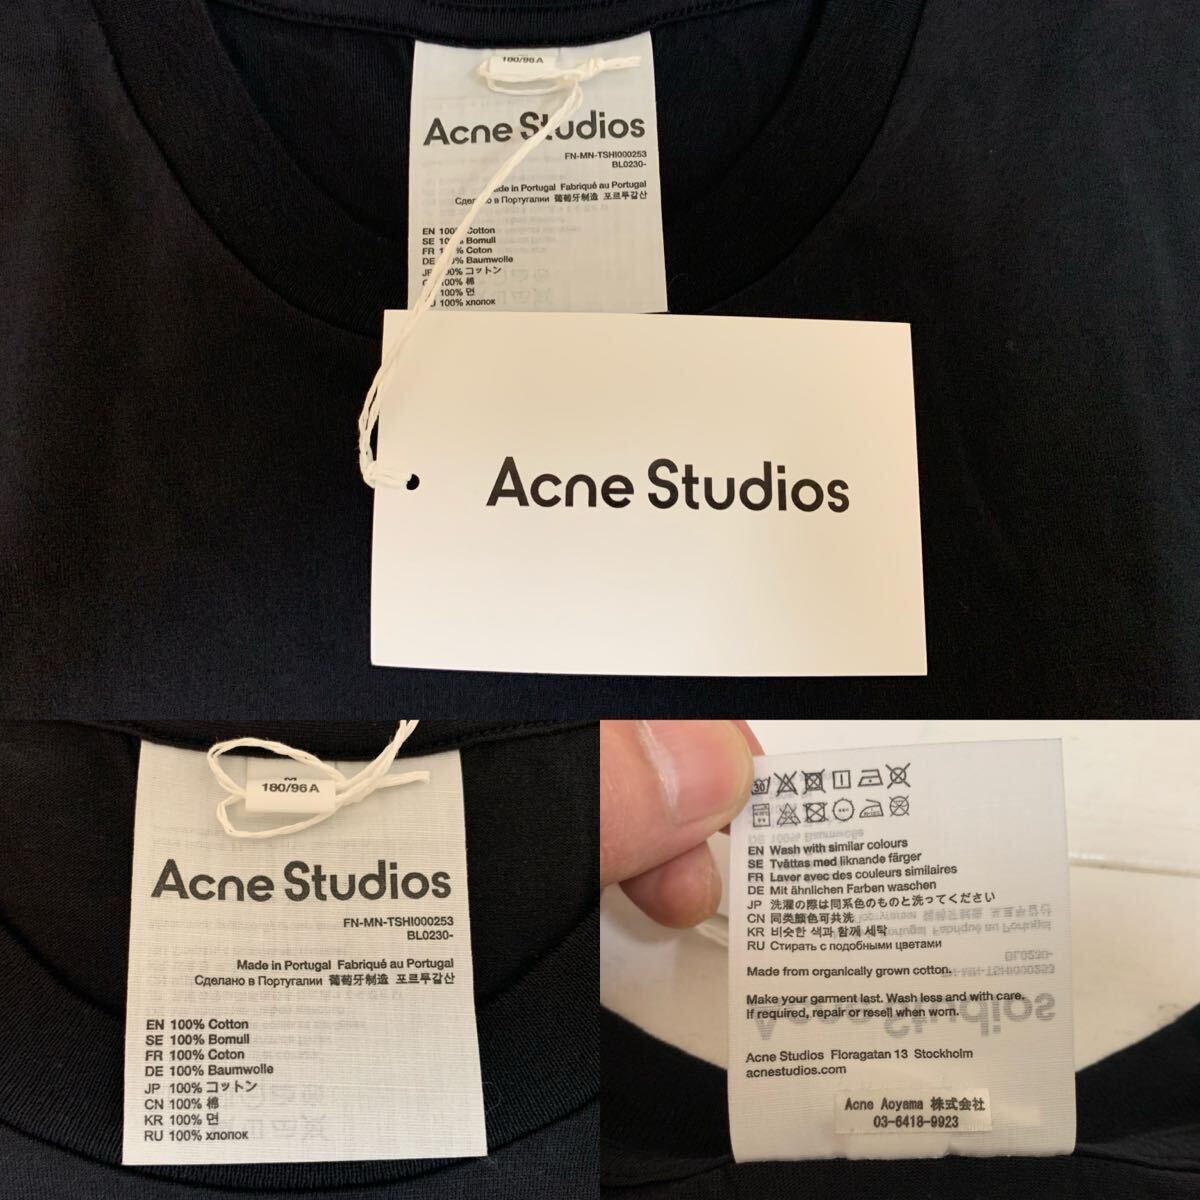 180/96 A
Acne Studios
FN-MN-TSHI000253
BL0230-
Made in Portugal Fabriqué au Portugal
Сделано в Португалии 葡萄牙制造 포르투갈산
EN 100% Cotton
SE 100% Bomull
FR 100% Coton
DE 100% Baumwolle
JP 100% コットン
100% 棉
100% 면
100% хлопок
Acne Studios
M
180/96 A
Acne Studios
FN-MN-TSHI000253
BL0230-
Made in Portugal Fabriqué au Portugal
Сделано в Португалии 葡萄牙制造 포르투갈산
EN 100% Cotton
SE 100% Bomull
FR 100% Coton
DE 100% Baumwolle
JP 100% コットン
CN 100% 棉
KR 100% 면
RU 100% хлопок
30
EN Wash with similar colours
SE Tvättas med liknande färger
FR Laver avec des couleurs similaires
DE Mit ähnlichen Farben waschen
JP 洗濯の際は同系色のものと洗ってください
CN 同类颜色可共洗
KR 비슷한 색과 함께 세탁
RU Стирать с подобными цветами
Made from organically grown cotton.
Make your garment last. Wash less and with care.
If required, repair or resell when worn.
Acne Studios Floragatan 13 Stockholm
acnestudios.com
Acne Aoyama 株式会社
03-6418-9923